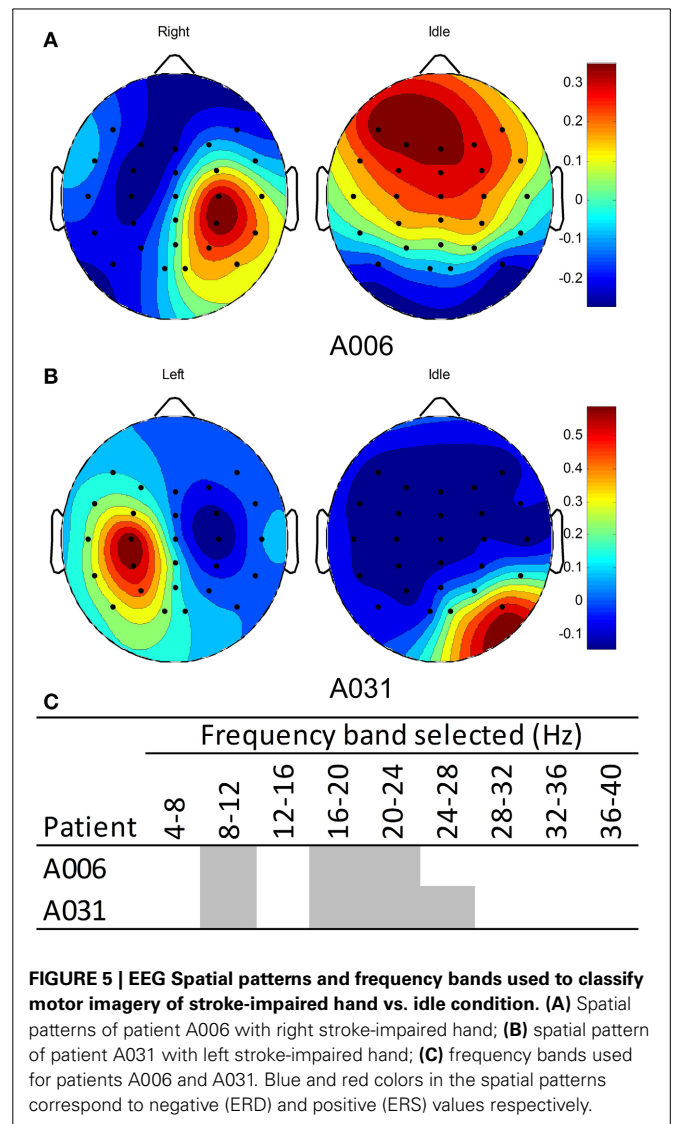 A
Right
Idle
0.3
0.2
0.1
0
-0.1
-0.2
A006
B
Left
Idle
0.5
0.4
0.3
0.2
0.1
0
-0.1
A031
C
Frequency band selected (Hz)
Patient
4-8
8-12
12-16
16-20
20-24
24-28
28-32
32-36
36-40
A006
A031
FIGURE 5 | EEG Spatial patterns and frequency bands used to classify
motor imagery of stroke-impaired hand vs. idle condition. (A) Spatial
patterns of patient A006 with right stroke-impaired hand; (B) spatial pattern
of patient A031 with left stroke-impaired hand; (C) frequency bands used
for patients A006 and A031. Blue and red colors in the spatial patterns
correspond to negative (ERD) and positive (ERS) values respectively.